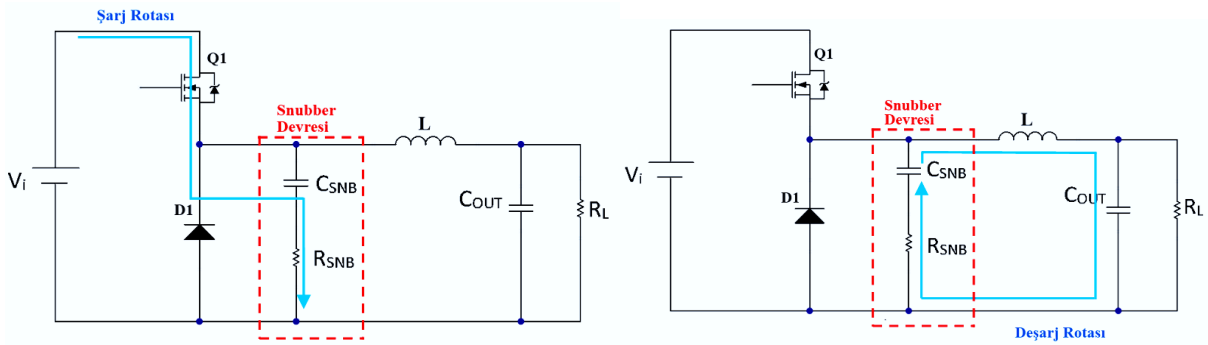 Şarj Rotası
Q1
Snubber
Devresi
L
Vi
CSNB
D1
COUT
RL
RSNB
Q1
Snubber
Devresi
L
Vi
CSNB
D1
COUT
RL
RSNB
Deşarj Rotası